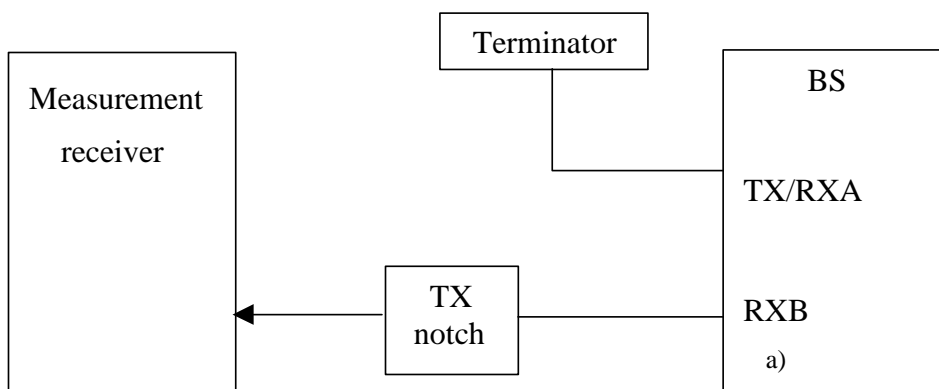 Terminator
Measurement
receiver
BS
TX/RXA
TX
notch
RXB
a)